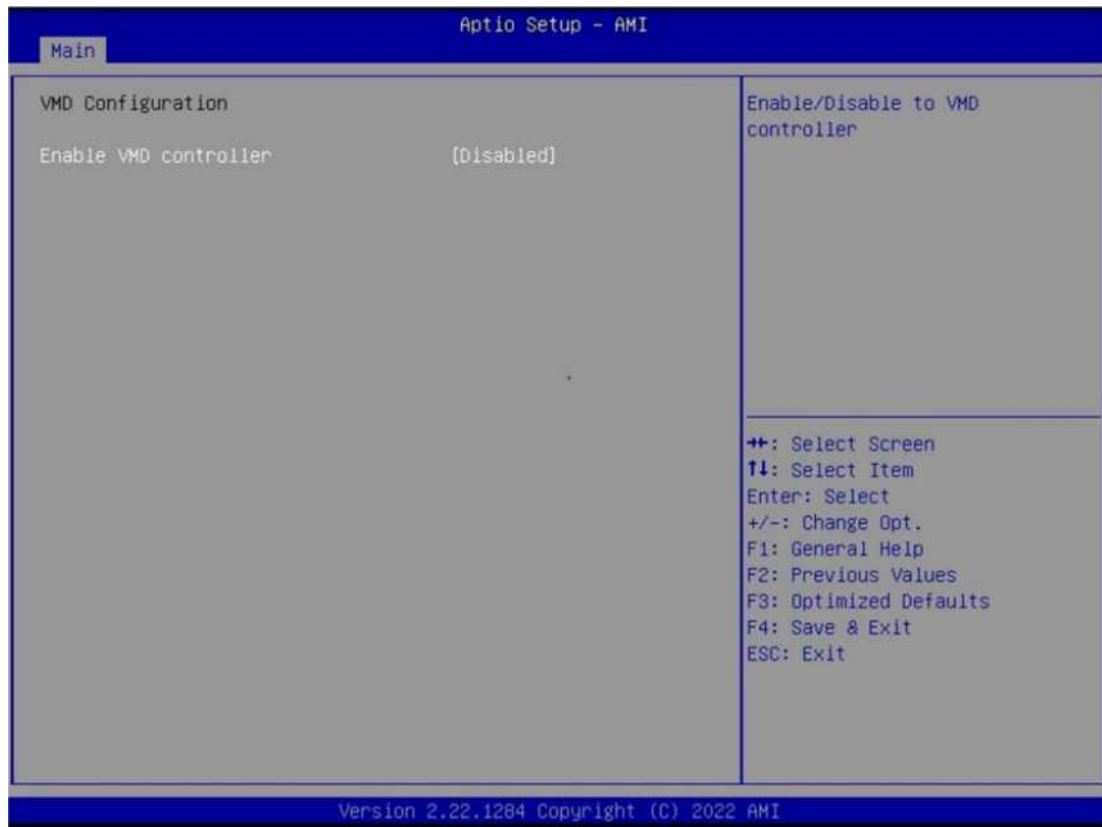 Aptio Setup - AMI
Main
VMD Configuration
Enable VMD controller [Disabled]
Enable/Disable to VMD
controller
→←: Select Screen
↑↓: Select Item
Enter: Select
+/-: Change Opt.
F1: General Help
F2: Previous Values
F3: Optimized Defaults
F4: Save & Exit
ESC: Exit
Version 2.22.1284 Copyright (C) 2022 AMI